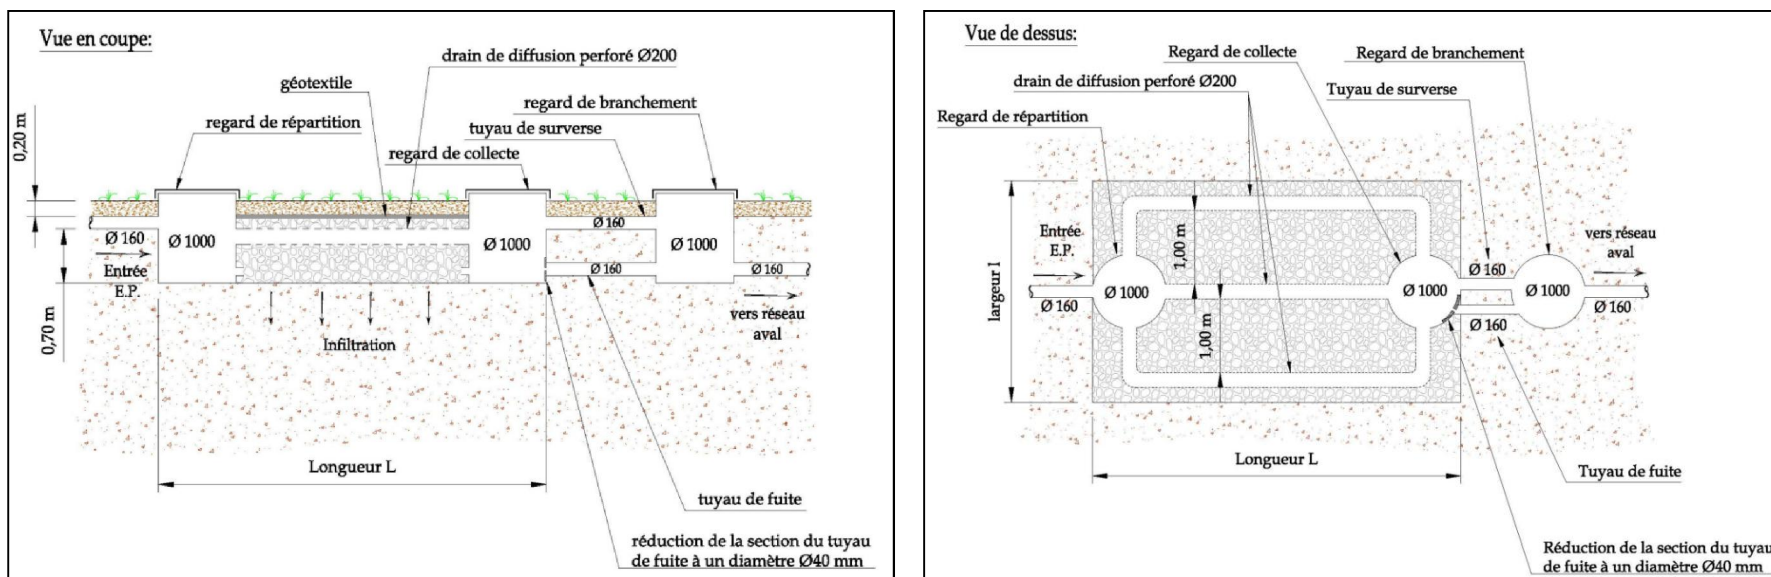 Vue en coupe:
drain de diffusion perforé Ø200
géotextile
regard de branchement
regard de répartition
tuyau de surverse
regard de collecte
0,20 m
Ø 160
Ø 160
Ø 1000
Ø 1000
Ø 1000
Entrée
E.P.
Ø 160
Ø 160
0,70 m
vers réseau
aval
Infiltration
Longueur L
tuyau de fuite
réduction de la section du tuyau
de fuite à un diamètre Ø40 mm
Vue de dessus:
Regard de collecte
Regard de branchement
drain de diffusion perforé Ø200
Tuyau de surverse
Regard de répartition
Entrée
E.P.
1,00 m
vers réseau
aval
Ø 160
largeur l
Ø 1000
Ø 1000
Ø 1000
Ø 160
Ø 160
Ø 160
1,00 m
Longueur L
Tuyau de fuite
Réduction de la section du tuyau
de fuite à un diamètre Ø40 mm